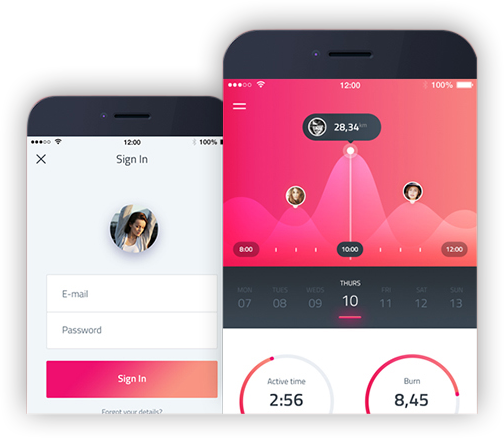 12:00
100%
Sign In
E-mail
Password
Sign In
Forgot your details?
12:00
100%
28,34 km
8:00
10:00
12:00
MON
TUES
WEDS
THURS
FRI
SAT
SUN
07
08
09
10
11
12
13
Active time
2:56
Burn
8,45